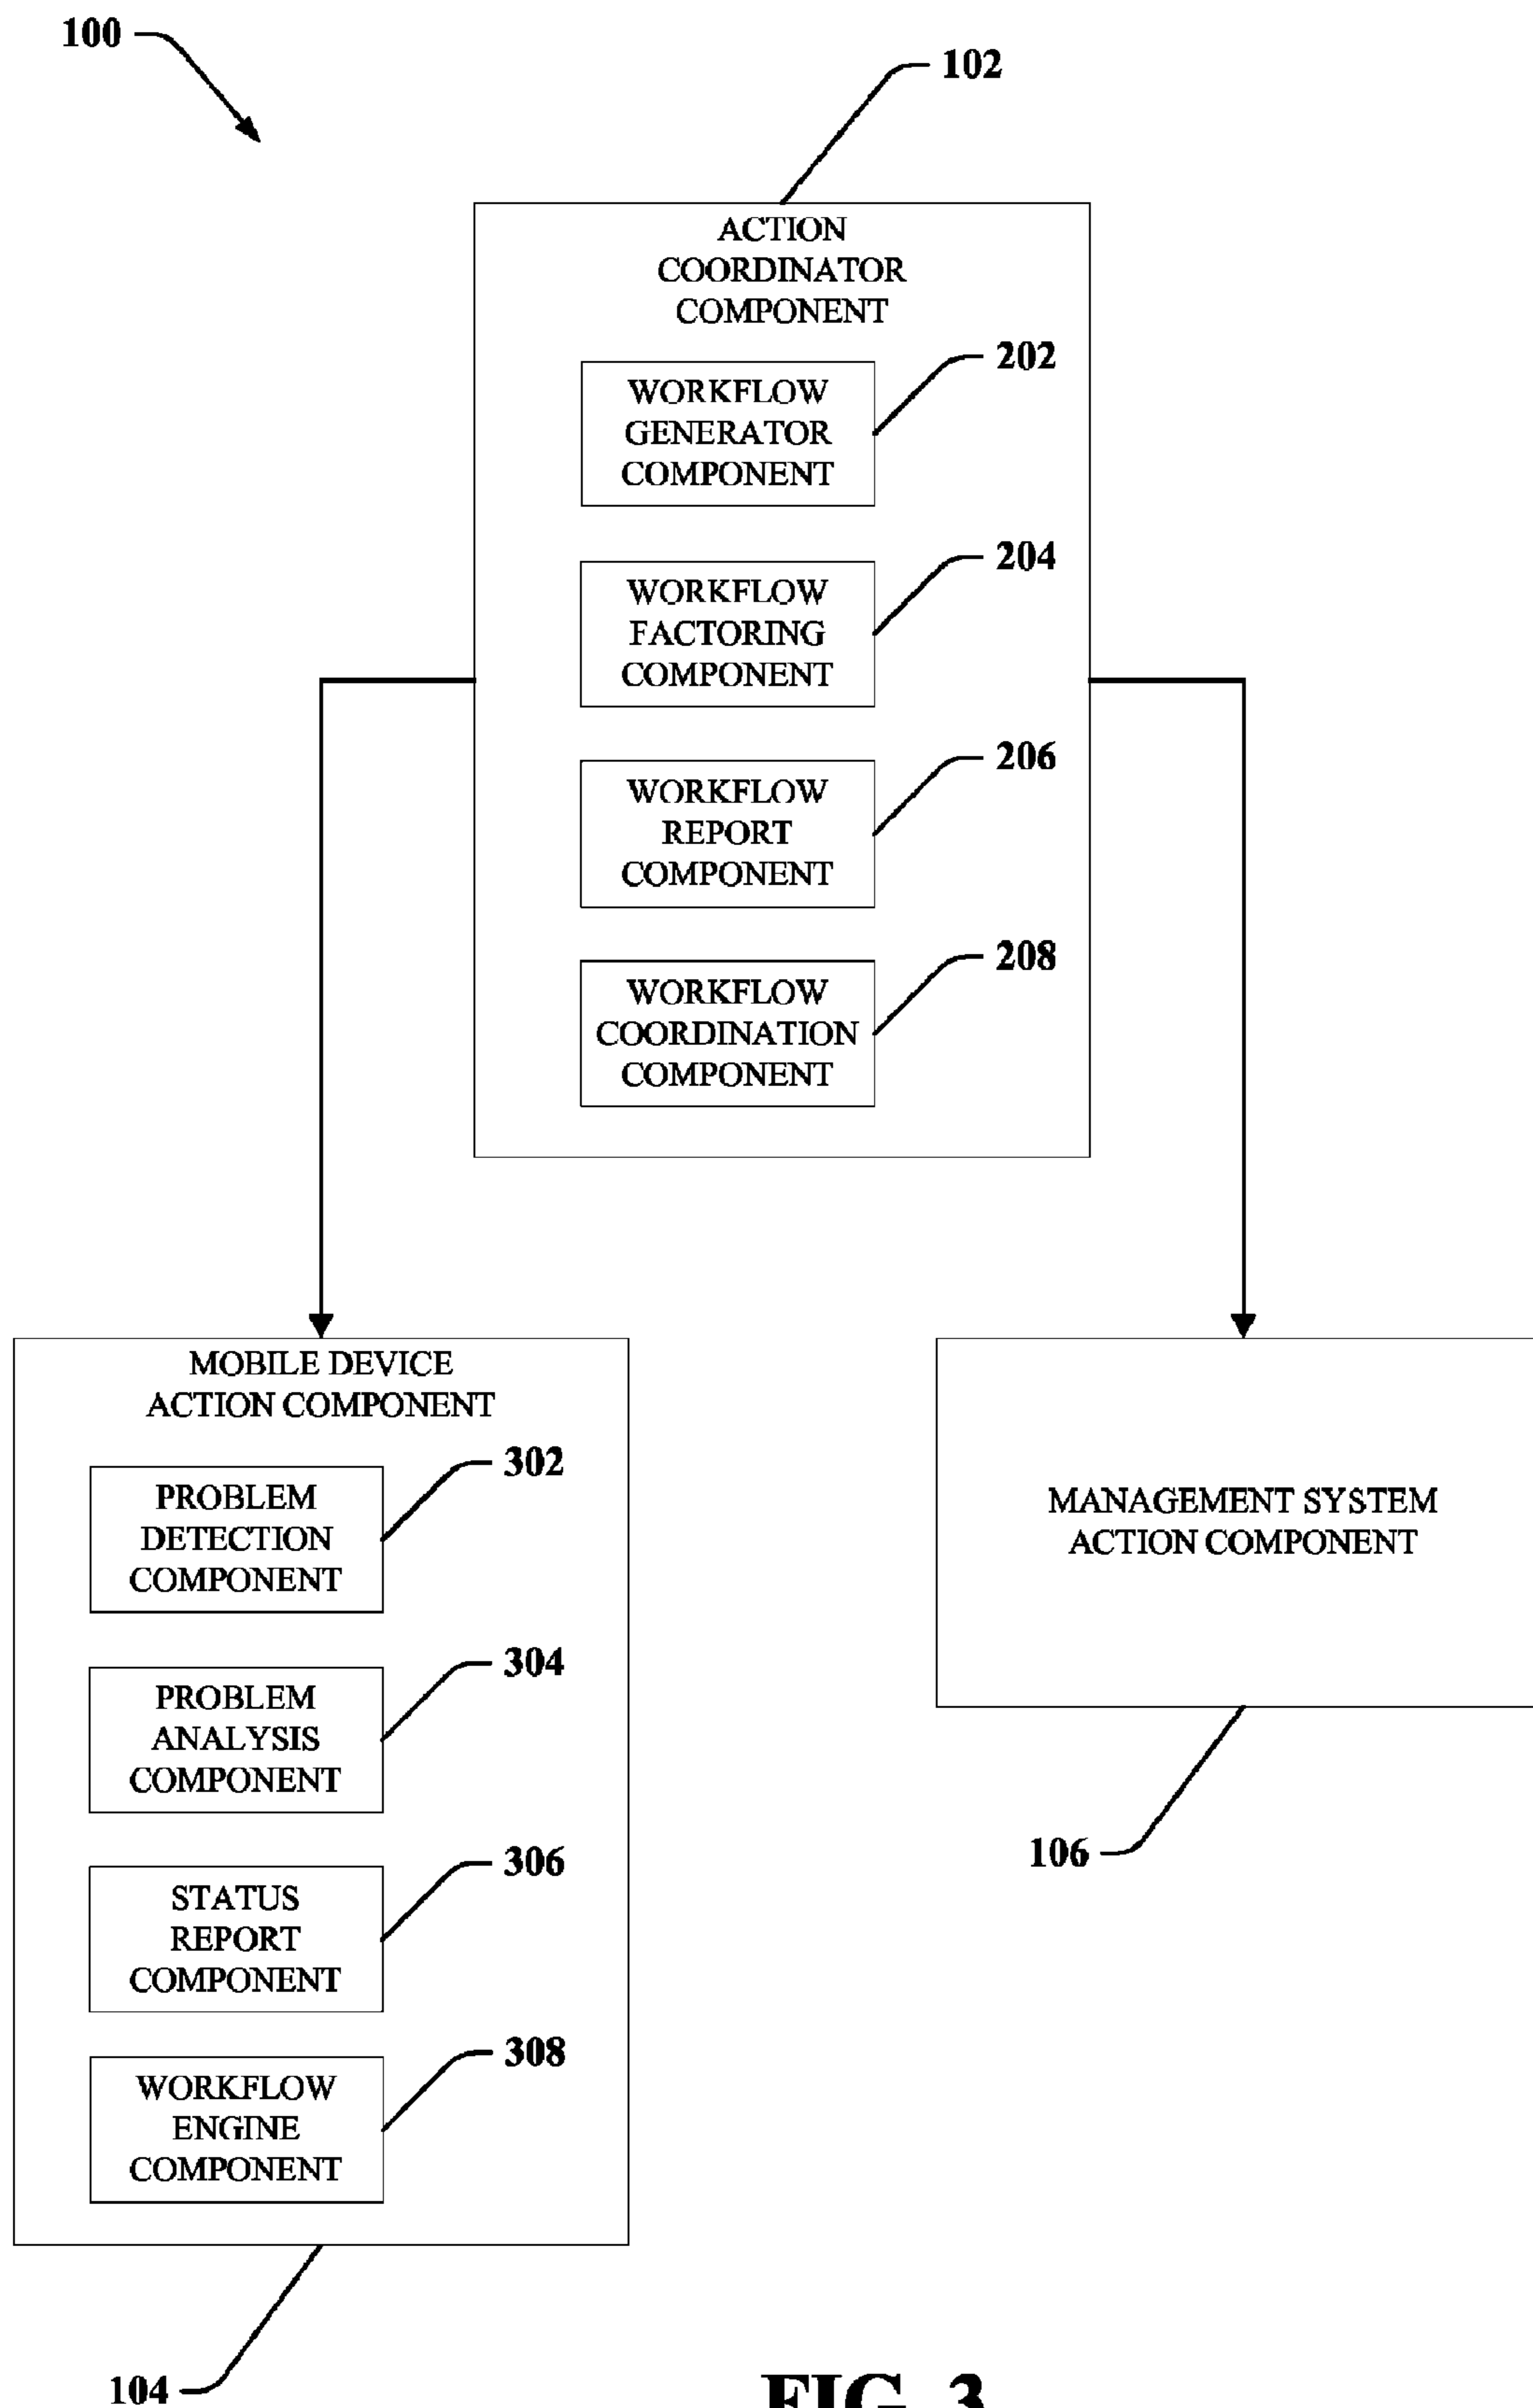 100
102
ACTION
COORDINATOR
COMPONENT
202
WORKFLOW
GENERATOR
COMPONENT
204
WORKFLOW
FACTORING
COMPONENT
206
WORKFLOW
REPORT
COMPONENT
208
WORKFLOW
COORDINATION
COMPONENT
MOBILE DEVICE
ACTION COMPONENT
302
PROBLEM
DETECTION
COMPONENT
304
PROBLEM
ANALYSIS
COMPONENT
306
STATUS
REPORT
COMPONENT
308
WORKFLOW
ENGINE
COMPONENT
104
MANAGEMENT SYSTEM
ACTION COMPONENT
106
FIG. 3